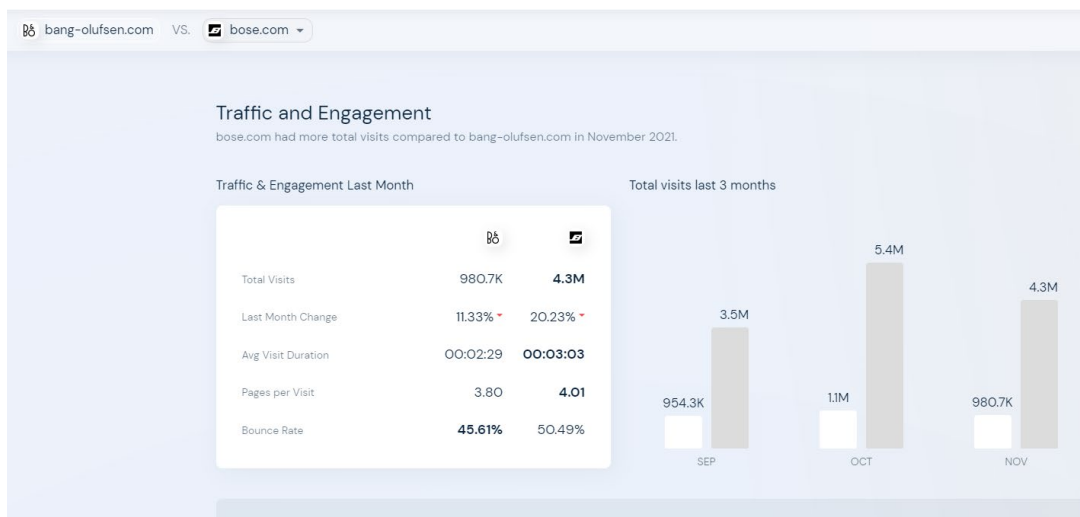 B&O bang-olufsen.com VS. bose.com
Traffic and Engagement
bose.com had more total visits compared to bang-olufsen.com in November 2021.
Traffic & Engagement Last Month
B&O
Total Visits 980.7K 4.3M
Last Month Change 11.33% 20.23%
Avg Visit Duration 00:02:29 00:03:03
Pages per Visit 3.80 4.01
Bounce Rate 45.61% 50.49%
Total visits last 3 months
954.3K 3.5M
1.1M 5.4M
980.7K 4.3M
SEP OCT NOV